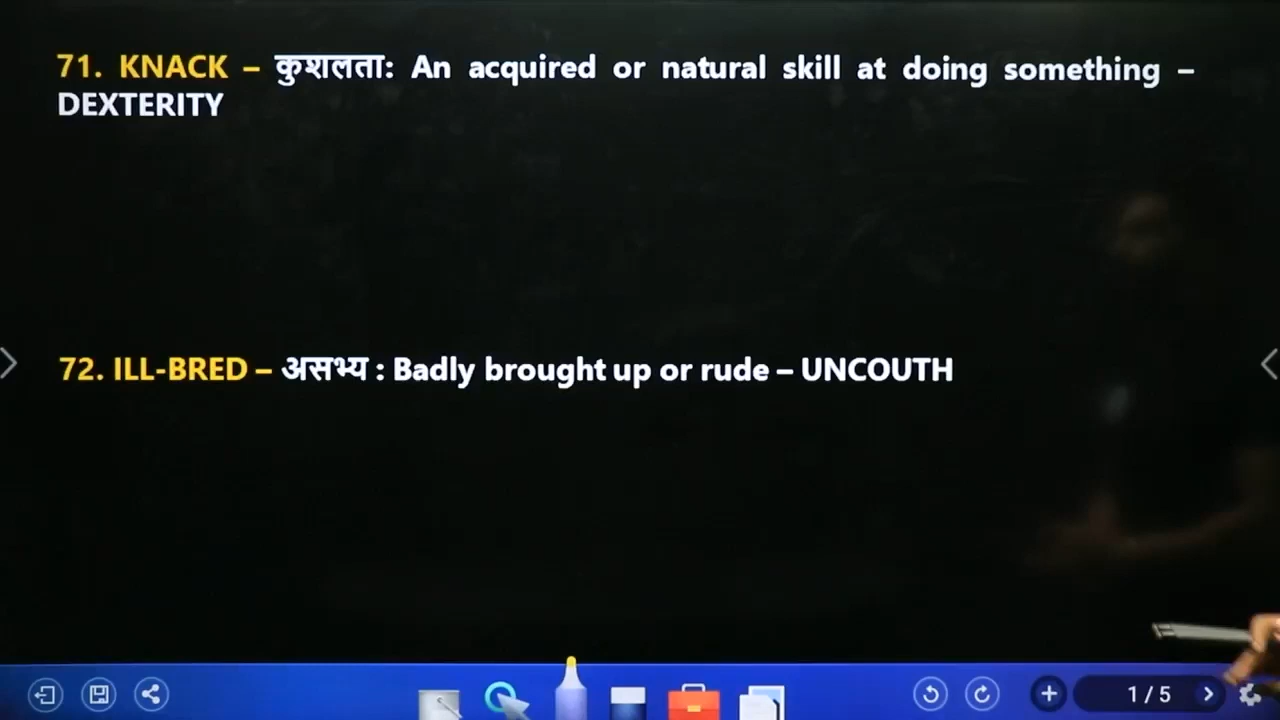 71. KNACK – कुशलता: An acquired or natural skill at doing something –
DEXTERITY
72. ILL-BRED – असभ्य : Badly brought up or rude – UNCOUTH
1 / 5